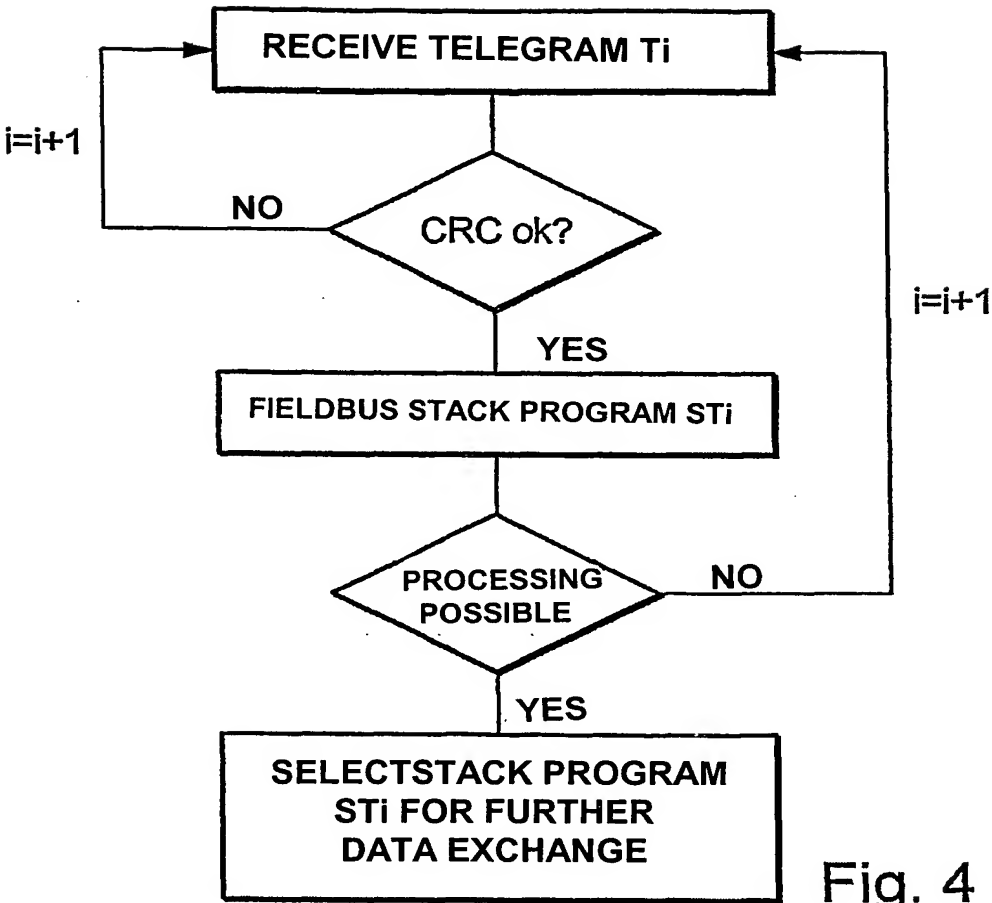 RECEIVE TELEGRAM Ti
i=i+1
NO
CRC ok?
i=i+1
YES
FIELDBUS STACK PROGRAM STi
PROCESSING
POSSIBLE
NO
YES
SELECTSTACK PROGRAM
STi FOR FURTHER
DATA EXCHANGE
Fig. 4